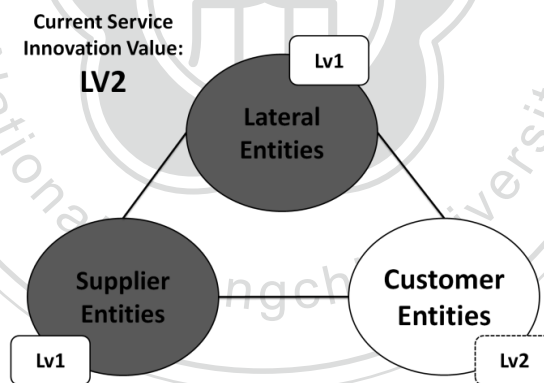 Current Service
Innovation Value:
LV2
Lv1
Lateral
Entities
Supplier
Entities
Lv1
Customer
Entities
Lv2